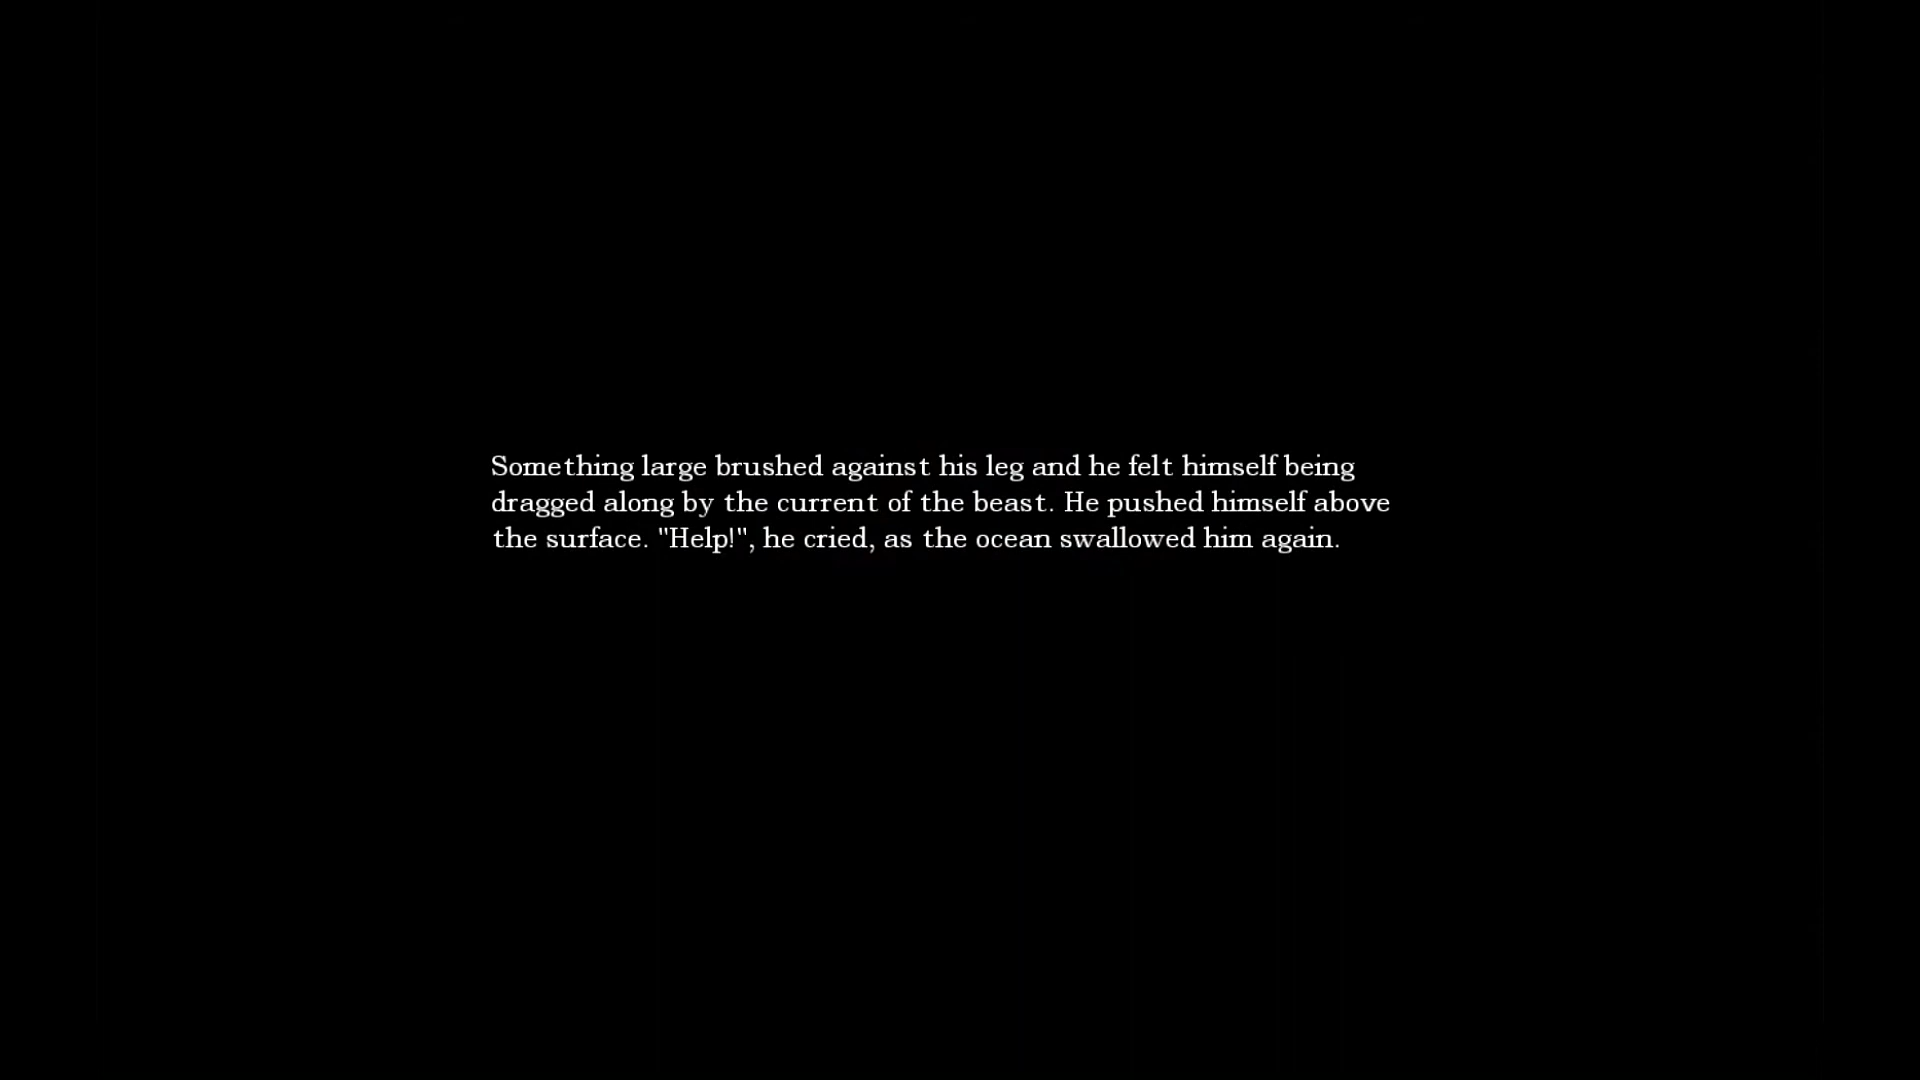 Something large brushed against his leg and he felt himself being
dragged along by the current of the beast. He pushed himself above
the surface. "Help!", he cried, as the ocean swallowed him again.